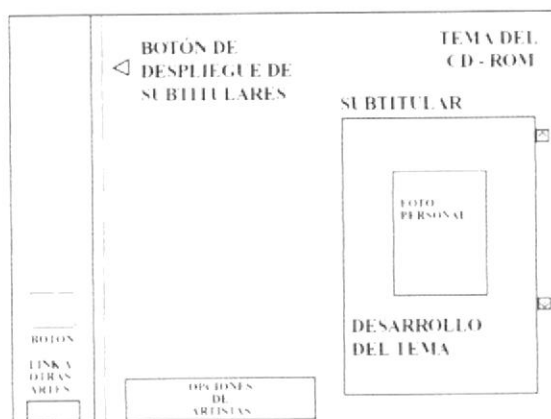 BOTÓN DE
DESPLIEGUE DE
SUBTITULARES
TEMA DEL
CD - ROM
SUBTITULAR
FOTO
PERSONAL
DESARROLLO
DEL TEMA
BOTON
LINK A
OTRAS
ARTES
OPCIONES
DE
ARTISTAS